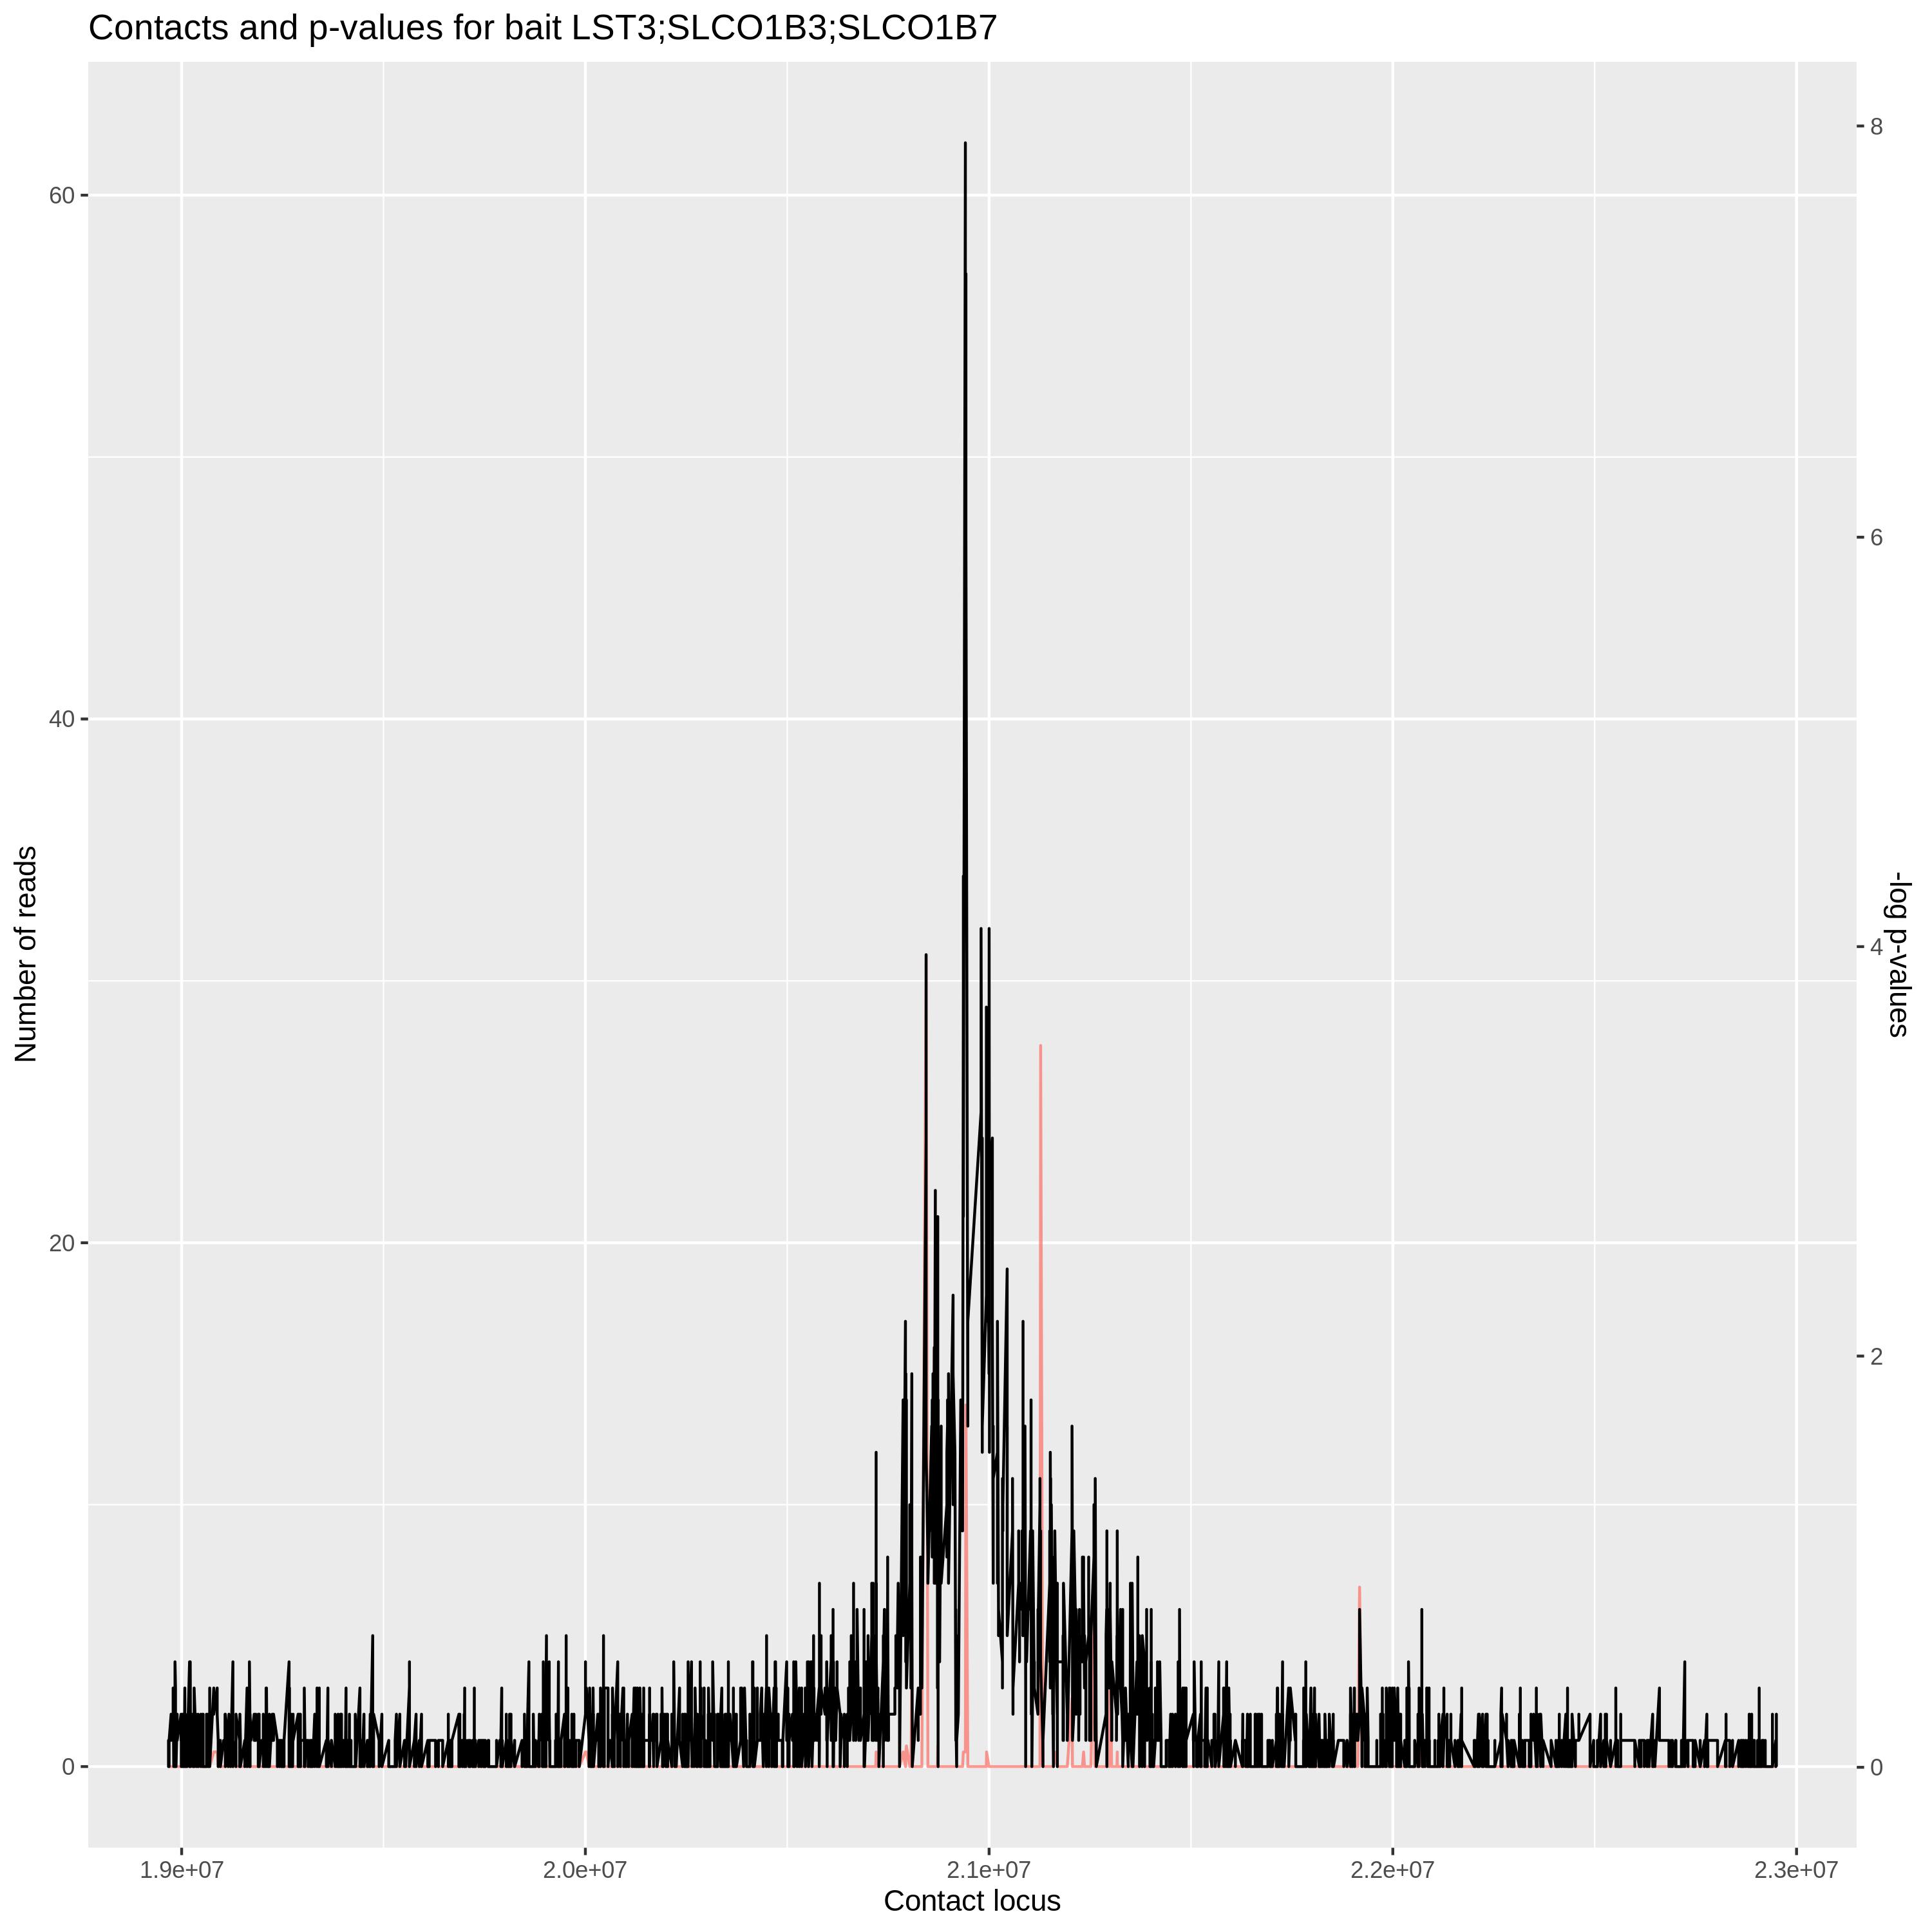 Contacts and p-values for bait LST3;SLCO1B3;SLCO1B7
60
40
20
0
Number of reads
8
6
4
2
0
-log p-values
1.9e+07
2.0e+07
2.1e+07
2.2e+07
2.3e+07
Contact locus